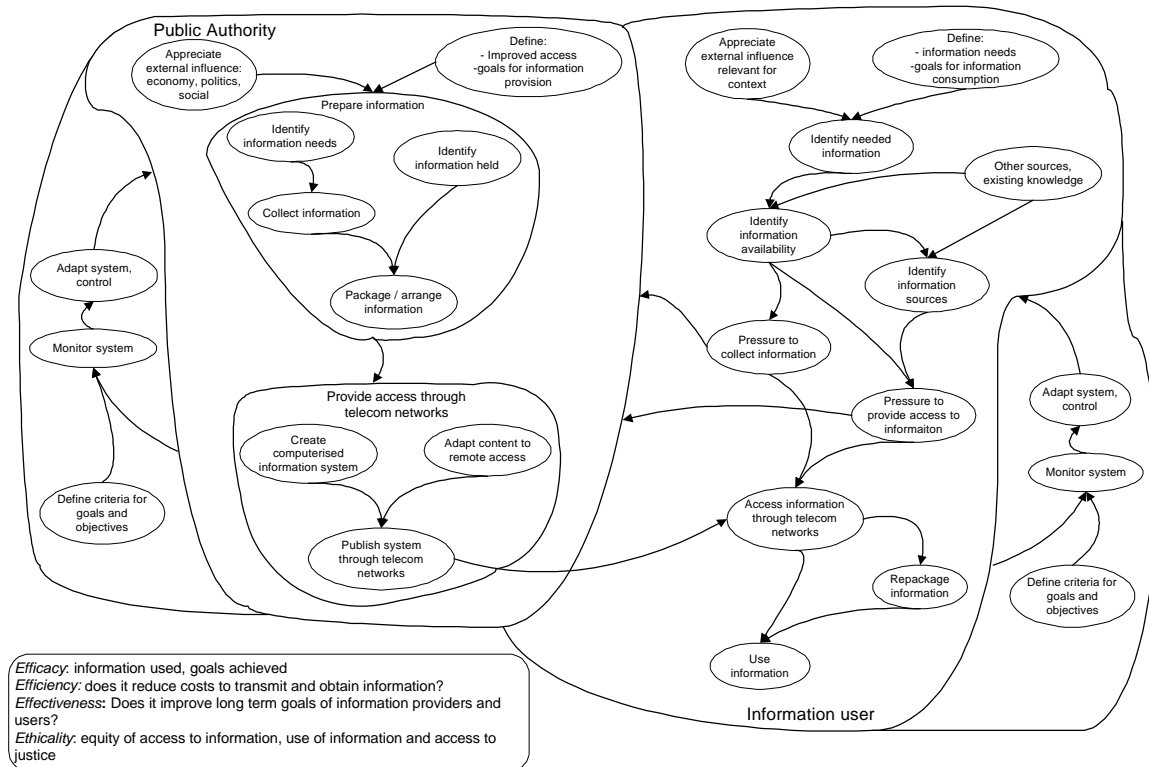 Public Authority
Appreciate
external influence:
economy, politics,
social
Define:
- Improved access
-goals for information
provision
Prepare information
Identify
information needs
Identify
information held
Collect information
Package / arrange
information
Adapt system,
control
Monitor system
Define criteria for
goals and
objectives
Provide access through
telecom networks
Create
computerised
information system
Adapt content to
remote access
Publish system
through telecom
networks
Appreciate
external influence
relevant for
context
Define:
- information needs
-goals for information
consumption
Identify needed
information
Other sources,
existing knowledge
Identify
information
availability
Identify
information
sources
Pressure to
collect information
Pressure to
provide access to
informaiton
Access information
through telecom
networks
Repackage
information
Use
information
Adapt system,
control
Monitor system
Define criteria for
goals and
objectives
Information user
Efficacy: information used, goals achieved
Efficiency: does it reduce costs to transmit and obtain information?
Effectiveness: Does it improve long term goals of information providers and
users?
Ethicality: equity of access to information, use of information and access to
justice